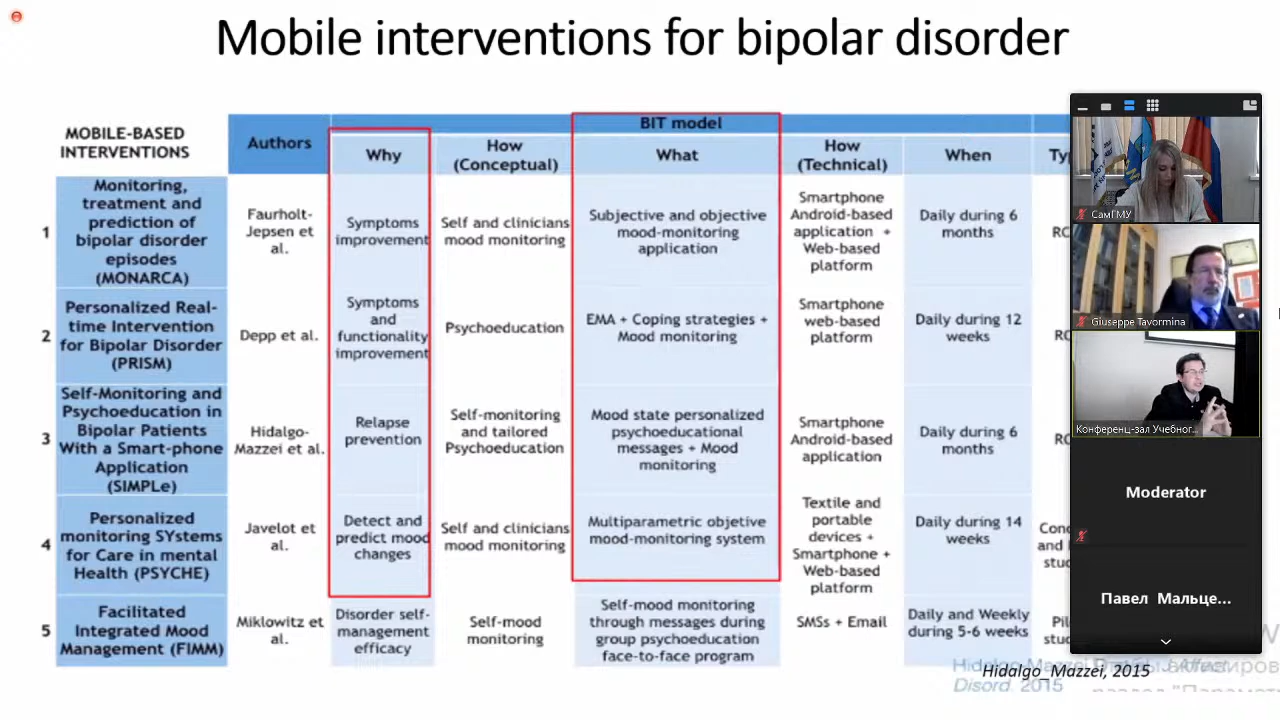 Mobile interventions for bipolar disorder
MOBILE-BASED
INTERVENTIONS
Authors
BIT model
Why
How
(Conceptual)
What
How
(Technical)
When
1
Monitoring,
treatment and
prediction of
bipolar disorder
episodes
(MONARCA)
Faurholt-
Jepsen et
al.
Symptoms
improvement
Self and clinicians
mood monitoring
Subjective and objective
mood-monitoring
application
Smartphone
Android-based
application +
Web-based
platform
Daily during 6
months
2
Personalized Real-
time Intervention
for Bipolar Disorder
(PRISM)
Depp et al.
Symptoms
and
functionality
improvement
Psychoeducation
EMA + Coping strategies +
Mood monitoring
Smartphone
web-based
platform
Daily during 12
weeks
3
Self-Monitoring and
Psychoeducation in
Bipolar Patients
With a Smart-phone
Application
(SIMPLe)
Hidalgo-
Mazzei et al.
Relapse
prevention
Self-monitoring
and tailored
Psychoeducation
Mood state personalized
psychoeducational
messages + Mood
monitoring
Smartphone
Android-based
application
Daily during 6
months
4
Personalized
monitoring SYstems
for Care in mental
Health (PSYCHE)
Javelot et
al.
Detect and
predict mood
changes
Self and clinicians
mood monitoring
Multiparametric objetive
mood-monitoring system
Textile and
portable
devices +
Smartphone +
Web-based
platform
Daily during 14
weeks
5
Facilitated
Integrated Mood
Management (FIMM)
Miklowitz et
al.
Disorder self-
management
efficacy
Self-mood
monitoring
Self-mood monitoring
through messages during
group psychoeducation
face-to-face program
SMSs + Email
Daily and Weekly
during 5-6 weeks
Hidalgo_Mazzei, 2015
Disord. 2015
СамГМУ
Giuseppe Tavormina
Конференц-зал Учебног...
Moderator
Павел Мальце...